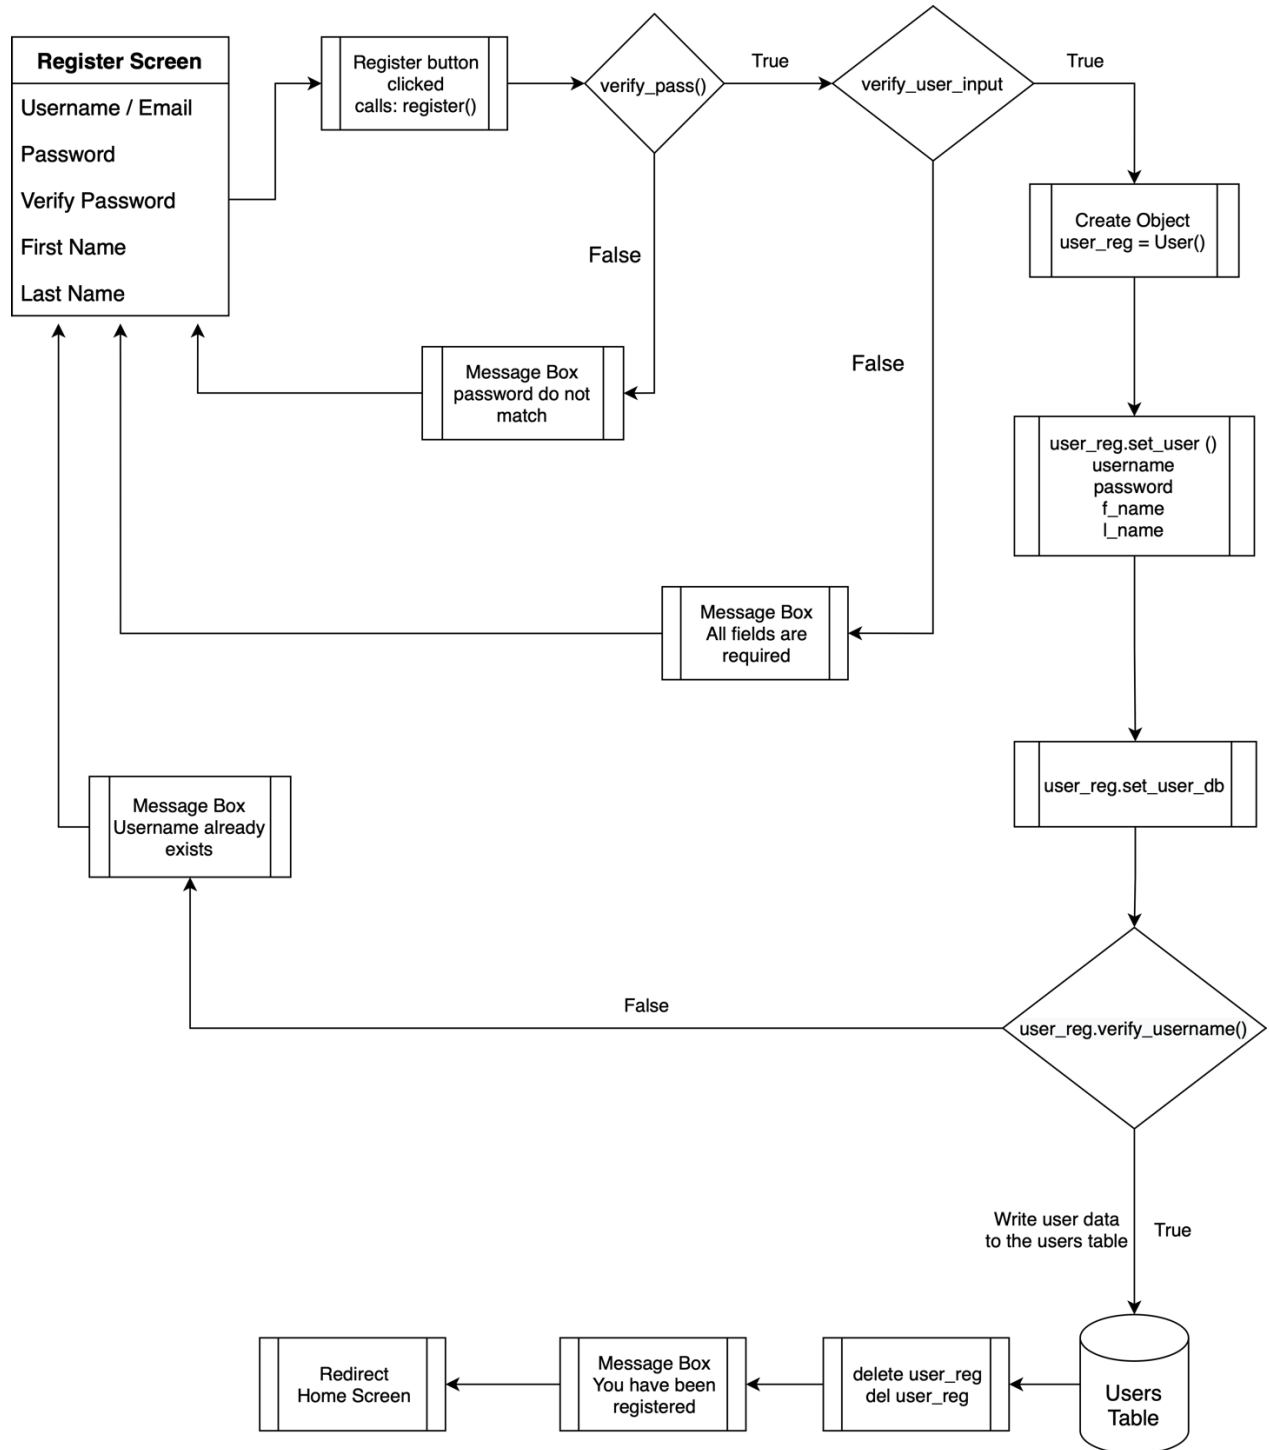 Register Screen
Username / Email
Password
Verify Password
First Name
Last Name
Register button
clicked
calls: register()
verify_pass()
True
verify_user_input
True
Create Object
user_reg = User()
False
Message Box
password do not
match
False
user_reg.set_user ()
username
password
f_name
l_name
Message Box
All fields are
required
user_reg.set_user_db
Message Box
Username already
exists
False
user_reg.verify_username()
Write user data
to the users table
True
Users
Table
delete user_reg
del user_reg
Message Box
You have been
registered
Redirect
Home Screen